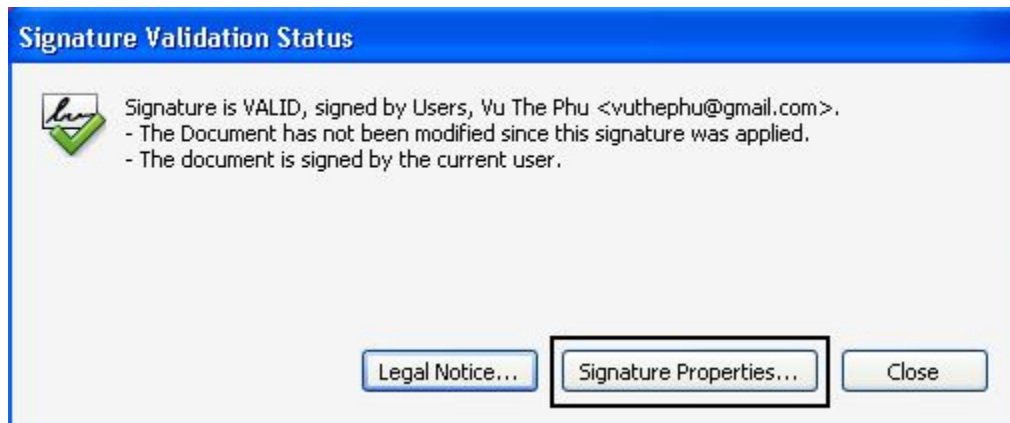 Signature Validation Status
Signature is VALID, signed by Users, Vu The Phu <vuthephu@gmail.com>.
- The Document has not been modified since this signature was applied.
- The document is signed by the current user.
Legal Notice... Signature Properties... Close